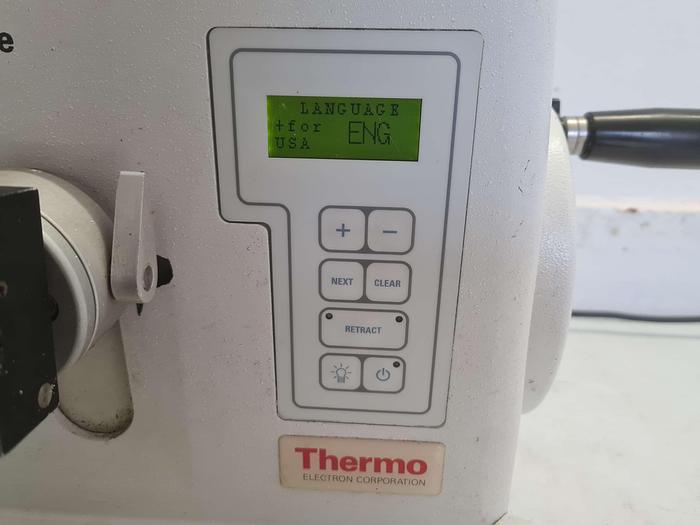 e
LANGUAGE
+for ENG
USA
+ −
NEXT CLEAR
RETRACT
Thermo
ELECTRON CORPORATION